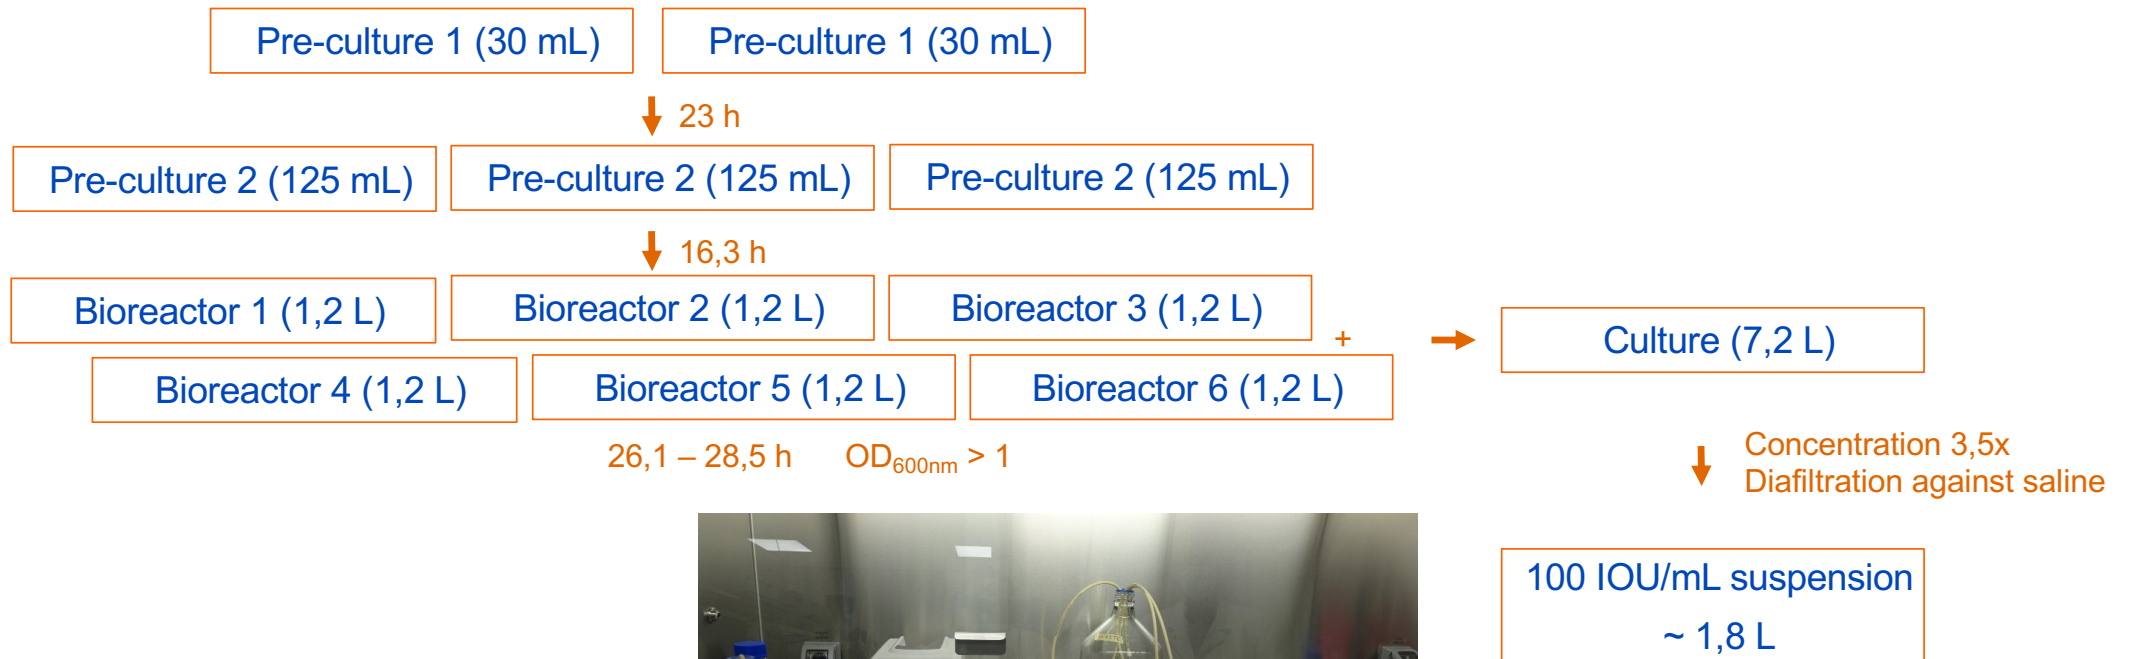 Pre-culture 1 (30 mL)
Pre-culture 1 (30 mL)
23 h
Pre-culture 2 (125 mL)
Pre-culture 2 (125 mL)
Pre-culture 2 (125 mL)
16,3 h
Bioreactor 1 (1,2 L)
Bioreactor 2 (1,2 L)
Bioreactor 3 (1,2 L)
+
Bioreactor 4 (1,2 L)
Bioreactor 5 (1,2 L)
Bioreactor 6 (1,2 L)
26,1 – 28,5 h
OD600nm > 1
Culture (7,2 L)
Concentration 3,5x
Diafiltration against saline
100 IOU/mL suspension
~ 1,8 L